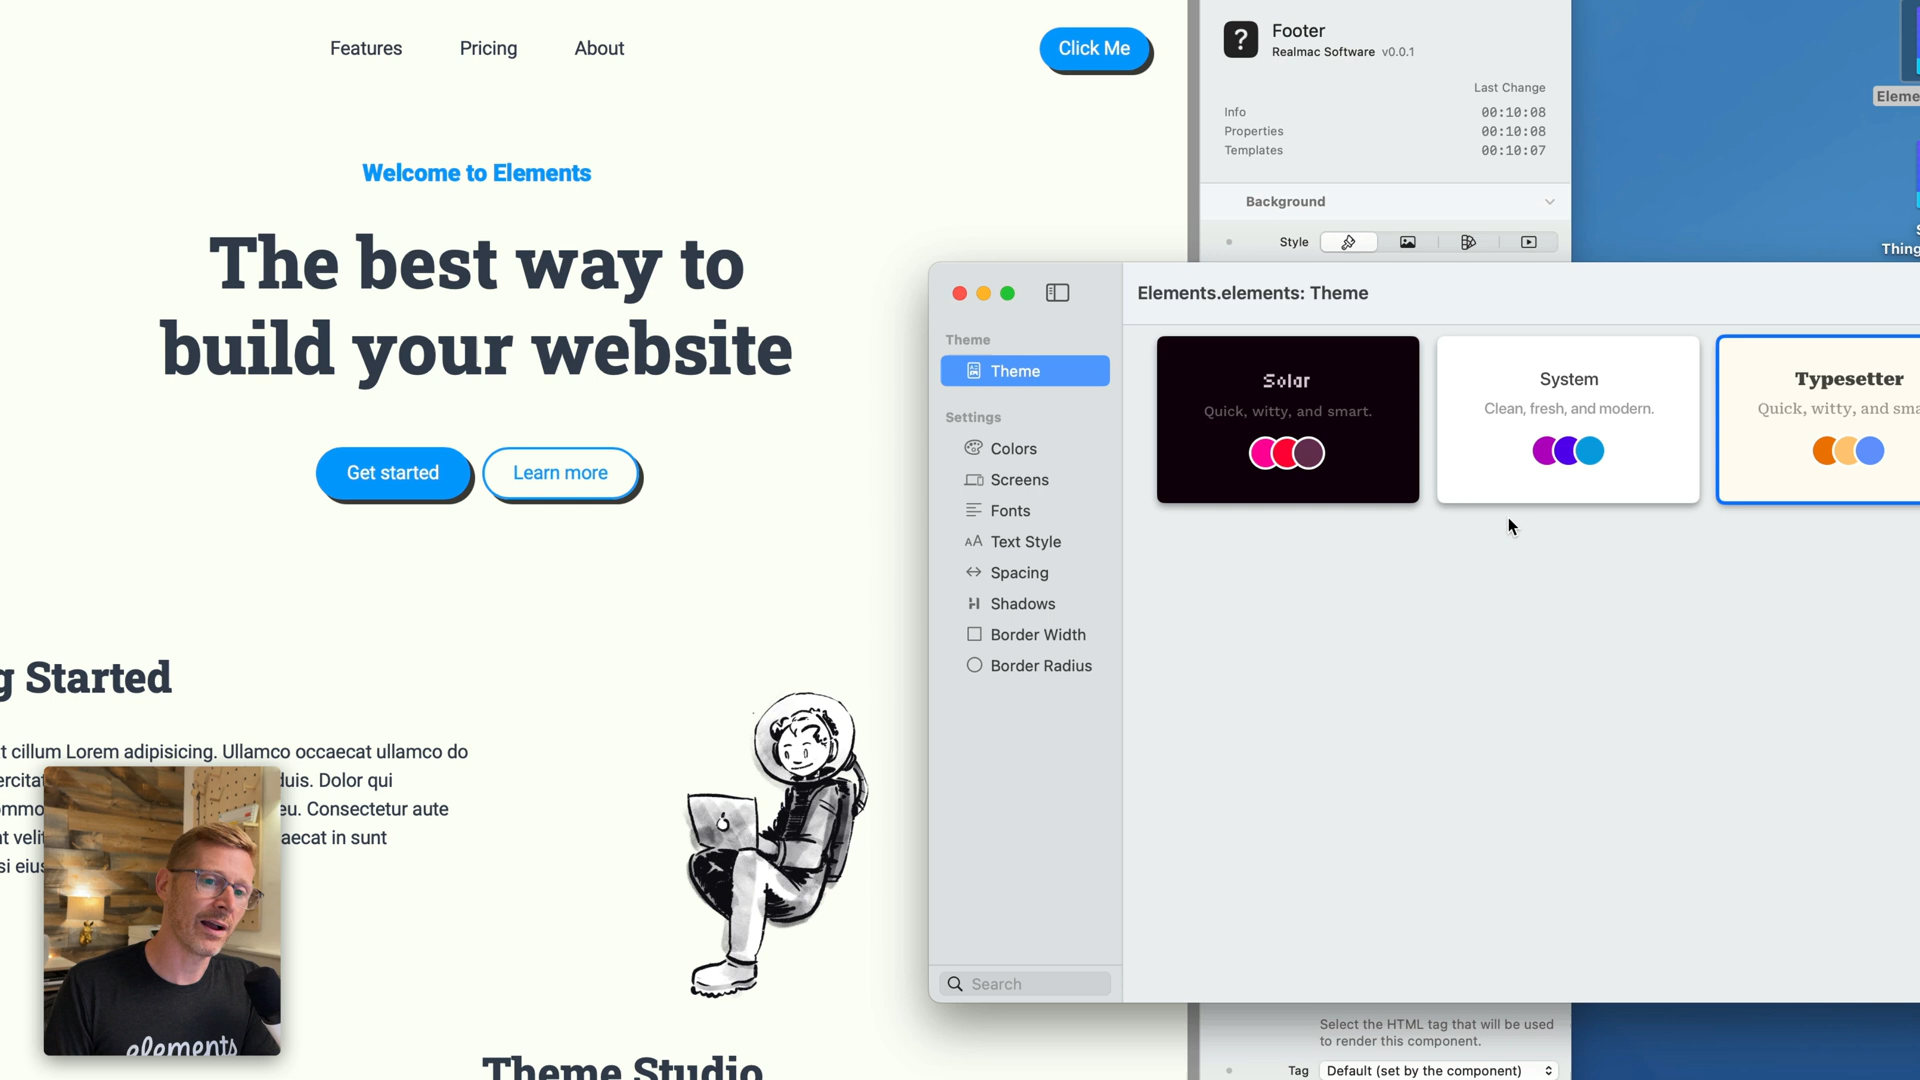 Features Pricing About Click Me
Welcome to Elements
The best way to
build your website
Get started Learn more
g Started
t cillum Lorem adipisicing. Ullamco occaecat ullamco do
duis. Dolor qui
eu. Consectetur aute
aecat in sunt
si eius
elements
Theme Studio
Footer
Realmac Software v0.0.1
Last Change
Info 00:10:08
Properties 00:10:08
Templates 00:10:07
Background
Style
Elements.elements: Theme
Theme
Theme
Settings
Colors
Screens
Fonts
Text Style
Spacing
Shadows
Border Width
Border Radius
Search
Solar
Quick, witty, and smart.
System
Clean, fresh, and modern.
Typesetter
Quick, witty, and sma
Select the HTML tag that will be used
to render this component.
Tag Default (set by the component)
Eleme
Thing